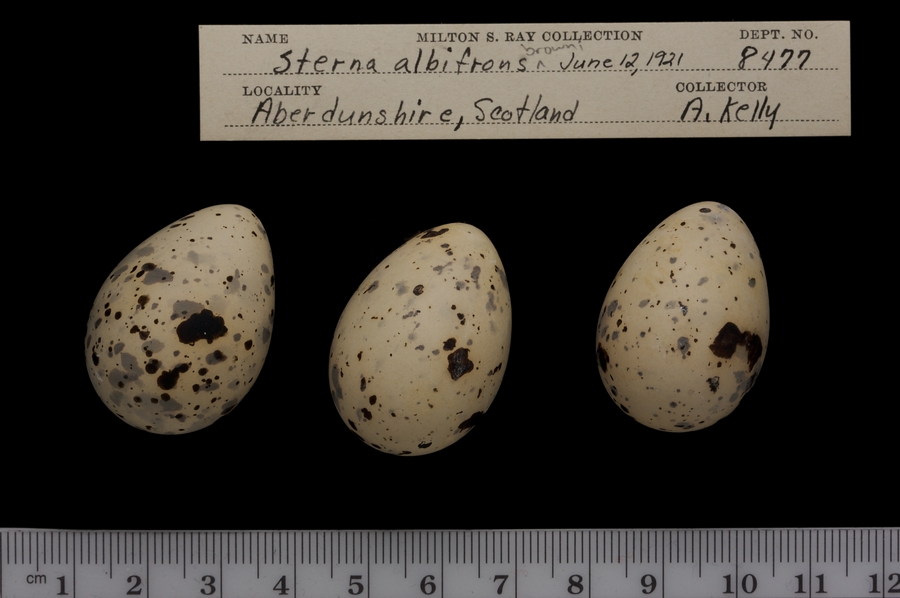 NAME MILTON S. RAY COLLECTION DEPT. NO.
brown
Sterna albifrons ^ June 12, 1921 8477
LOCALITY COLLECTOR
Aberdunshire, Scotland A. Kelly
cm 1 2 3 4 5 6 7 8 9 10 11 12